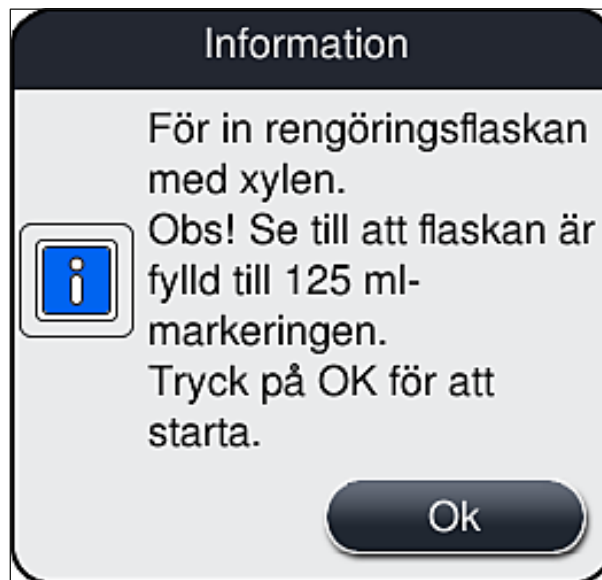 Information
För in rengöringsflaskan
med xylen.
Obs! Se till att flaskan är
fylld till 125 ml-
markeringen.
Tryck på OK för att
starta.
Ok